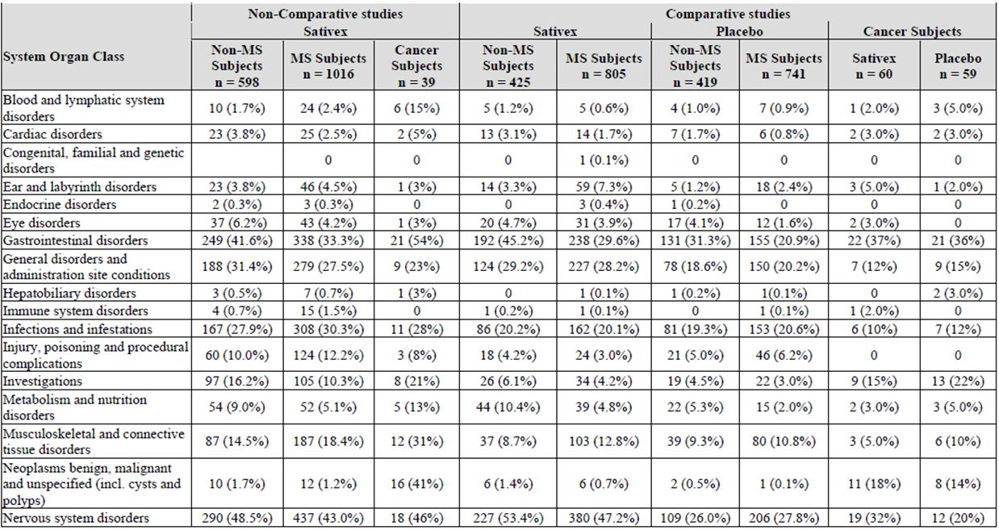 Non-Comparative studies Comparative studies
Sativex Sativex Placebo Cancer Subjects
System Organ Class Non-MS Subjects n = 598 MS Subjects n = 1016 Cancer Subjects n = 39 Non-MS Subjects n = 425 MS Subjects n = 805 Non-MS Subjects n = 419 MS Subjects n = 741 Sativex n = 60 Placebo n = 59
Blood and lymphatic system disorders 10 (1.7%) 24 (2.4%) 6 (15%) 5 (1.2%) 5 (0.6%) 4 (1.0%) 7 (0.9%) 1 (2.0%) 3 (5.0%)
Cardiac disorders 23 (3.8%) 25 (2.5%) 2 (5%) 13 (3.1%) 14 (1.7%) 7 (1.7%) 6 (0.8%) 2 (3.0%) 2 (3.0%)
Congenital, familial and genetic disorders 0 0 0 1 (0.1%) 0 0 0 0
Ear and labyrinth disorders 23 (3.8%) 46 (4.5%) 1 (3%) 14 (3.3%) 59 (7.3%) 5 (1.2%) 18 (2.4%) 3 (5.0%) 1 (2.0%)
Endocrine disorders 2 (0.3%) 3 (0.3%) 0 0 3 (0.4%) 1 (0.2%) 0 0 0
Eye disorders 37 (6.2%) 43 (4.2%) 1 (3%) 20 (4.7%) 31 (3.9%) 17 (4.1%) 12 (1.6%) 2 (3.0%) 0
Gastrointestinal disorders 249 (41.6%) 338 (33.3%) 21 (54%) 192 (45.2%) 238 (29.6%) 131 (31.3%) 155 (20.9%) 22 (37%) 21 (36%)
General disorders and administration site conditions 188 (31.4%) 279 (27.5%) 9 (23%) 124 (29.2%) 227 (28.2%) 78 (18.6%) 150 (20.2%) 7 (12%) 9 (15%)
Hepatobiliary disorders 3 (0.5%) 7 (0.7%) 1 (3%) 0 1 (0.1%) 1 (0.2%) 1(0.1%) 0 2 (3.0%)
Immune system disorders 4 (0.7%) 15 (1.5%) 0 1 (0.2%) 1 (0.1%) 0 1 (0.1%) 1 (2.0%) 0
Infections and infestations 167 (27.9%) 308 (30.3%) 11 (28%) 86 (20.2%) 162 (20.1%) 81 (19.3%) 153 (20.6%) 6 (10%) 7 (12%)
Injury, poisoning and procedural complications 60 (10.0%) 124 (12.2%) 3 (8%) 18 (4.2%) 24 (3.0%) 21 (5.0%) 46 (6.2%) 0 0
Investigations 97 (16.2%) 105 (10.3%) 8 (21%) 26 (6.1%) 34 (4.2%) 19 (4.5%) 22 (3.0%) 9 (15%) 13 (22%)
Metabolism and nutrition disorders 54 (9.0%) 52 (5.1%) 5 (13%) 44 (10.4%) 39 (4.8%) 22 (5.3%) 15 (2.0%) 2 (3.0%) 3 (5.0%)
Musculoskeletal and connective tissue disorders 87 (14.5%) 187 (18.4%) 12 (31%) 37 (8.7%) 103 (12.8%) 39 (9.3%) 80 (10.8%) 3 (5.0%) 6 (10%)
Neoplasms benign, malignant and unspecified (incl. cysts and polyps) 10 (1.7%) 12 (1.2%) 16 (41%) 6 (1.4%) 6 (0.7%) 2 (0.5%) 1 (0.1%) 11 (18%) 8 (14%)
Nervous system disorders 290 (48.5%) 437 (43.0%) 18 (46%) 227 (53.4%) 380 (47.2%) 109 (26.0%) 206 (27.8%) 19 (32%) 12 (20%)